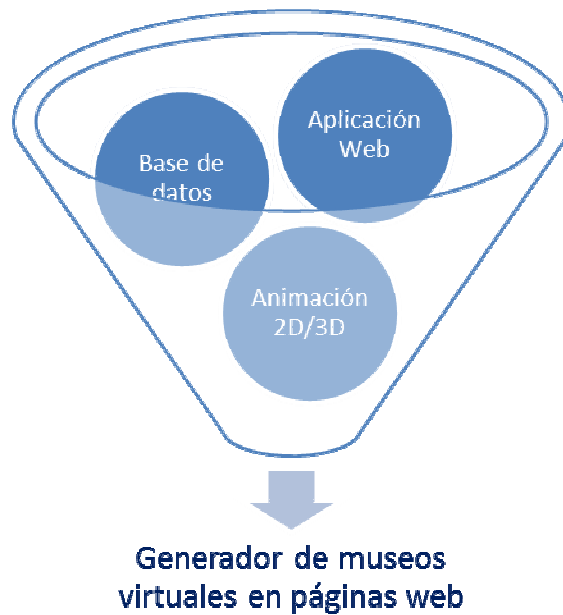 Aplicación
Web
Base de
datos
Animación
2D/3D
Generador de museos
virtuales en páginas web